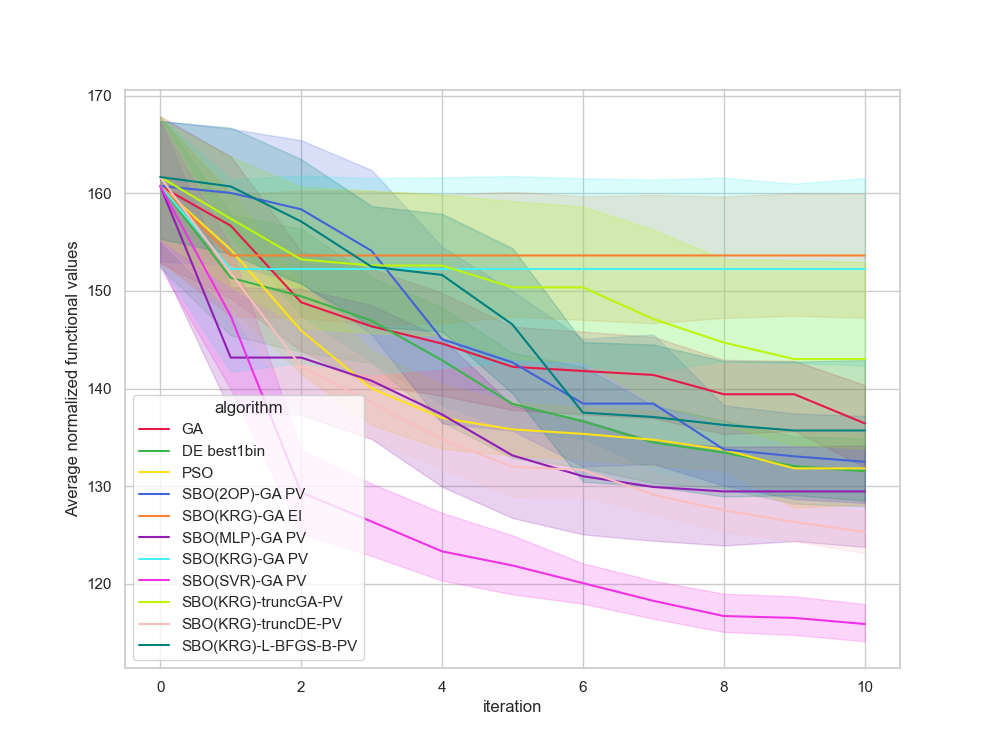 170
160
150
140
130
120
Average normalized functional values
algorithm
GA
DE best1bin
PSO
SBO(2OP)-GA PV
SBO(KRG)-GA EI
SBO(MLP)-GA PV
SBO(KRG)-GA PV
SBO(SVR)-GA PV
SBO(KRG)-truncGA-PV
SBO(KRG)-truncDE-PV
SBO(KRG)-L-BFGS-B-PV
0 2 4 6 8 10
iteration